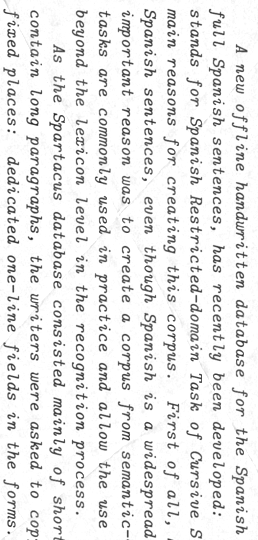 A new offline handwritten database for the Spanish
full Spanish sentences, has recently been developed:
stands for Spanish Restricted-domain Task of Cursive S
main reasons for creating this corpus. First of all,
Spanish sentences, even though Spanish is a widespread
important reason was to create a corpus from semantic-
tasks are commonly used in practice and allow the use
beyond the lexicon level in the recognition process.
As the Spartacus database consisted mainly of short
contain long paragraphs, the writers were asked to copy
fixed places: dedicated one-line fields in the forms.